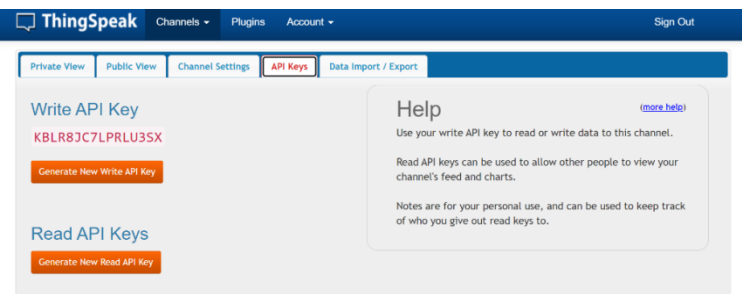 ThingSpeak Channels Plugins Account Sign Out
Private View Public View Channel Settings API Keys Data Import / Export
Write API Key
KBLR8JC7LPRLU3SX
Generate New Write API Key
Read API Keys
Generate New Read API Key
Help (more help)
Use your write API key to read or write data to this channel.
Read API keys can be used to allow other people to view your
channel's feed and charts.
Notes are for your personal use, and can be used to keep track
of who you give out read keys to.